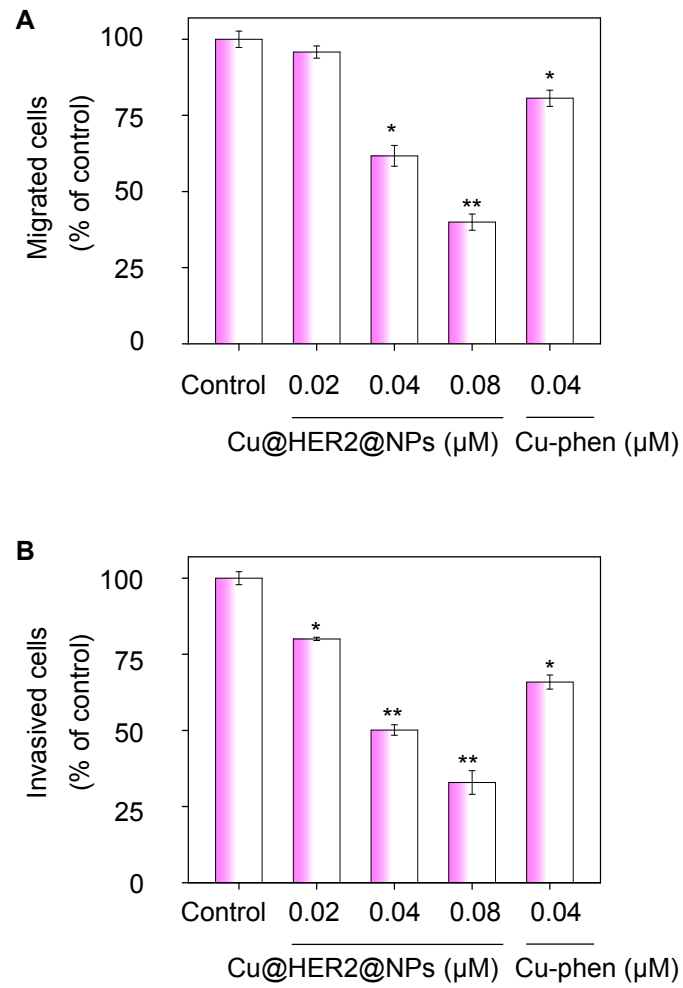 A
Migrated cells
(% of control)
100
75
50
25
0
*
**
*
Control 0.02 0.04 0.08 0.04
Cu@HER2@NPs (µM) Cu-phen (µM)
B
Invasived cells
(% of control)
100
75
50
25
0
*
**
**
*
Control 0.02 0.04 0.08 0.04
Cu@HER2@NPs (µM) Cu-phen (µM)